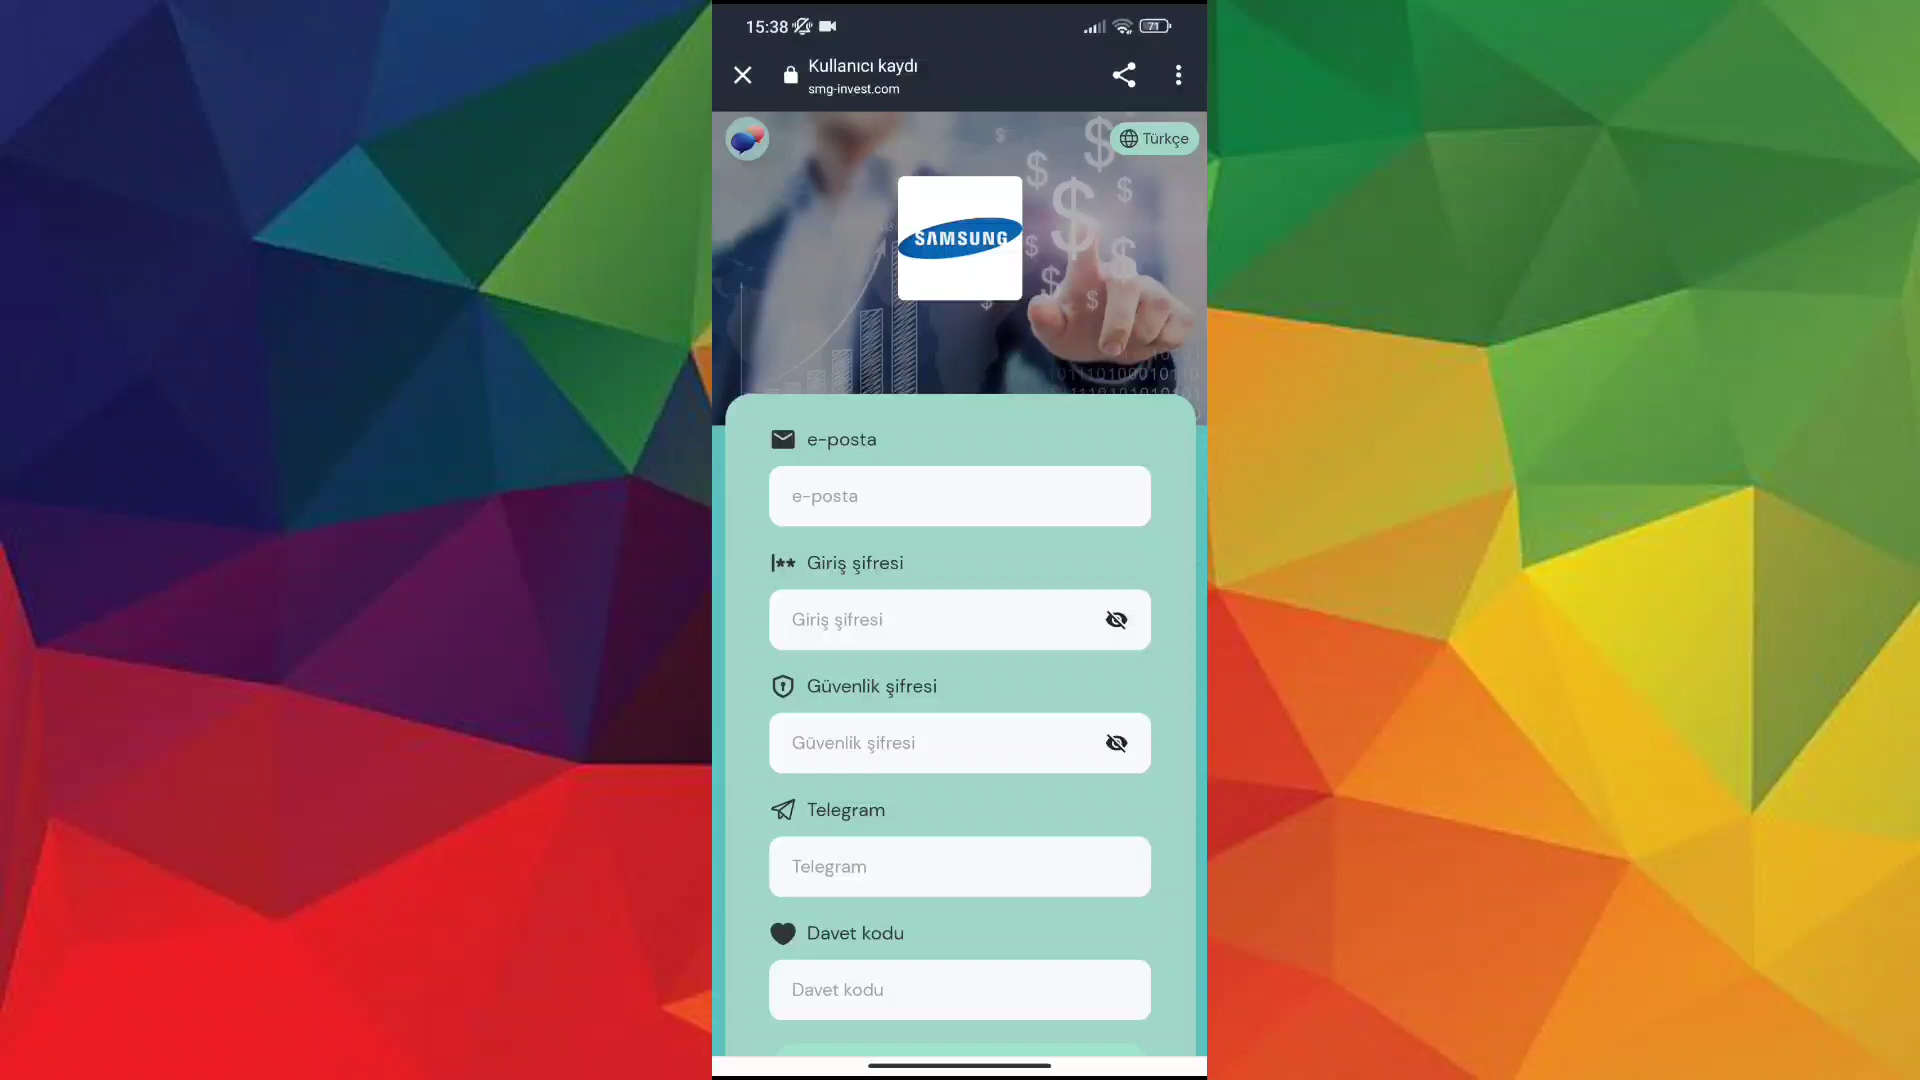 15:38
71
Kullanıcı kaydı
smg-invest.com
Türkçe
SAMSUNG
e-posta
e-posta
Giriş şifresi
Giriş şifresi
Güvenlik şifresi
Güvenlik şifresi
Telegram
Telegram
Davet kodu
Davet kodu